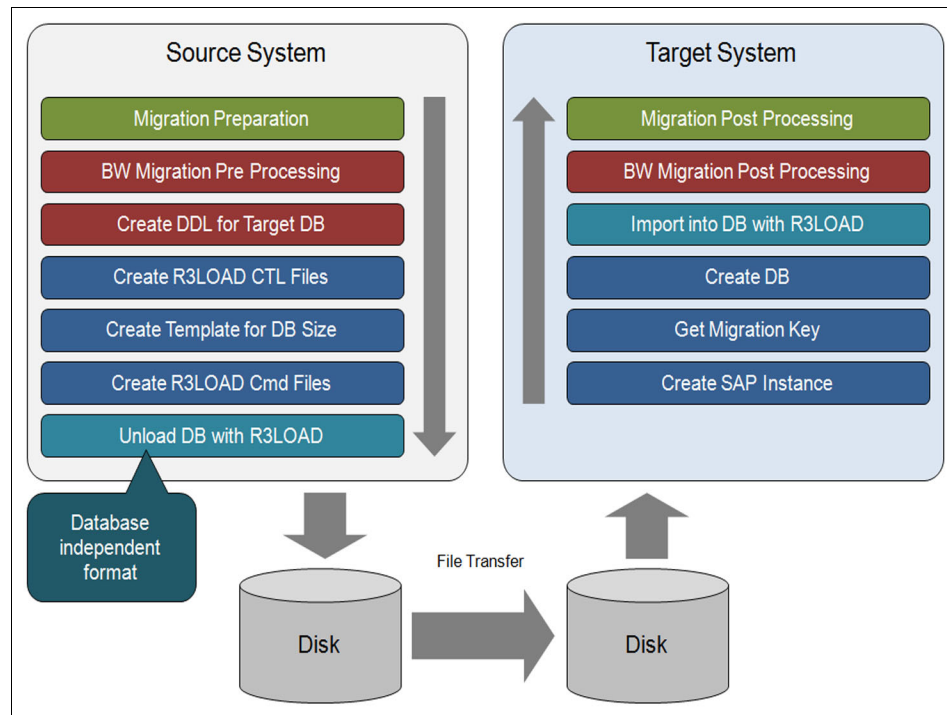 Source System
Migration Preparation
BW Migration Pre Processing
Create DDL for Target DB
Create R3LOAD CTL Files
Create Template for DB Size
Create R3LOAD Cmd Files
Unload DB with R3LOAD
Database
independent
format
Target System
Migration Post Processing
BW Migration Post Processing
Import into DB with R3LOAD
Create DB
Get Migration Key
Create SAP Instance
File Transfer
Disk
Disk